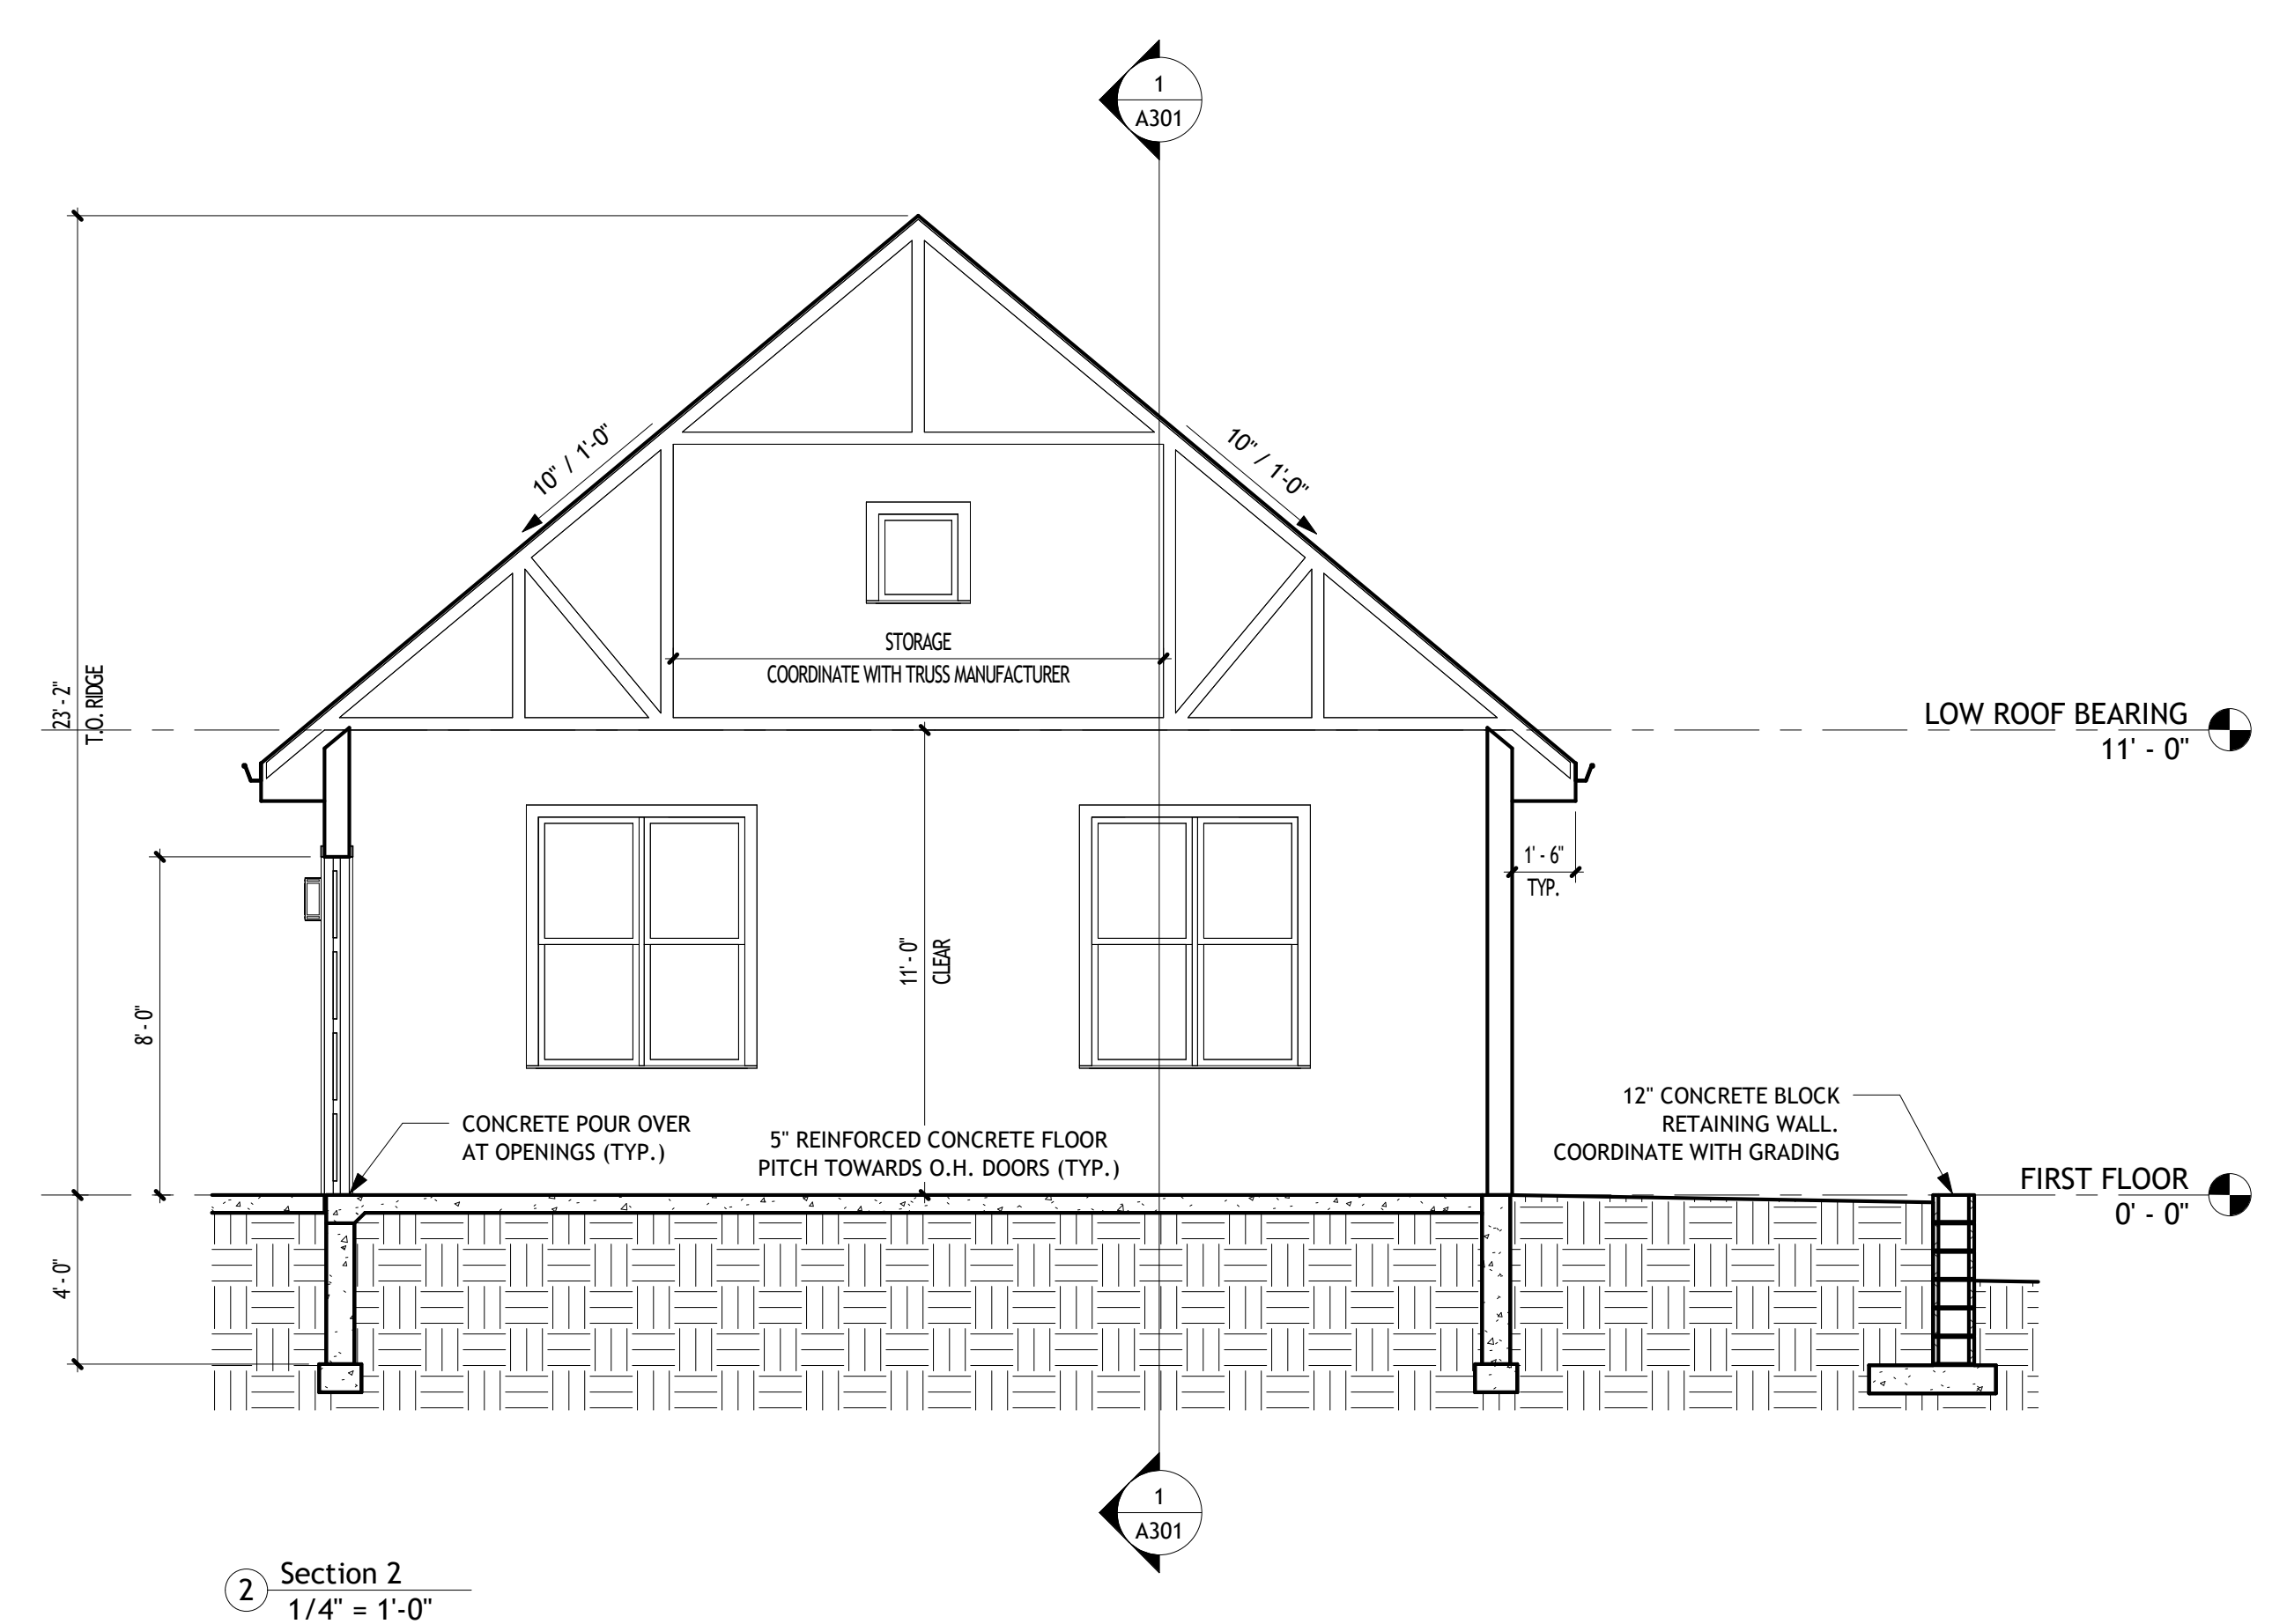 1
A301
10" / 1'-0"
10" / 1'-0"
STORAGE
COORDINATE WITH TRUSS MANUFACTURER
23' - 2"
T.O. RIDGE
LOW ROOF BEARING
11' - 0"
1' - 6"
TYP.
11' - 0"
CLEAR
8' - 0"
12" CONCRETE BLOCK
RETAINING WALL.
COORDINATE WITH GRADING
CONCRETE POUR OVER
AT OPENINGS (TYP.)
5" REINFORCED CONCRETE FLOOR
PITCH TOWARDS O.H. DOORS (TYP.)
FIRST FLOOR
0' - 0"
4' - 0"
1
A301
2
Section 2
1/4" = 1'-0"